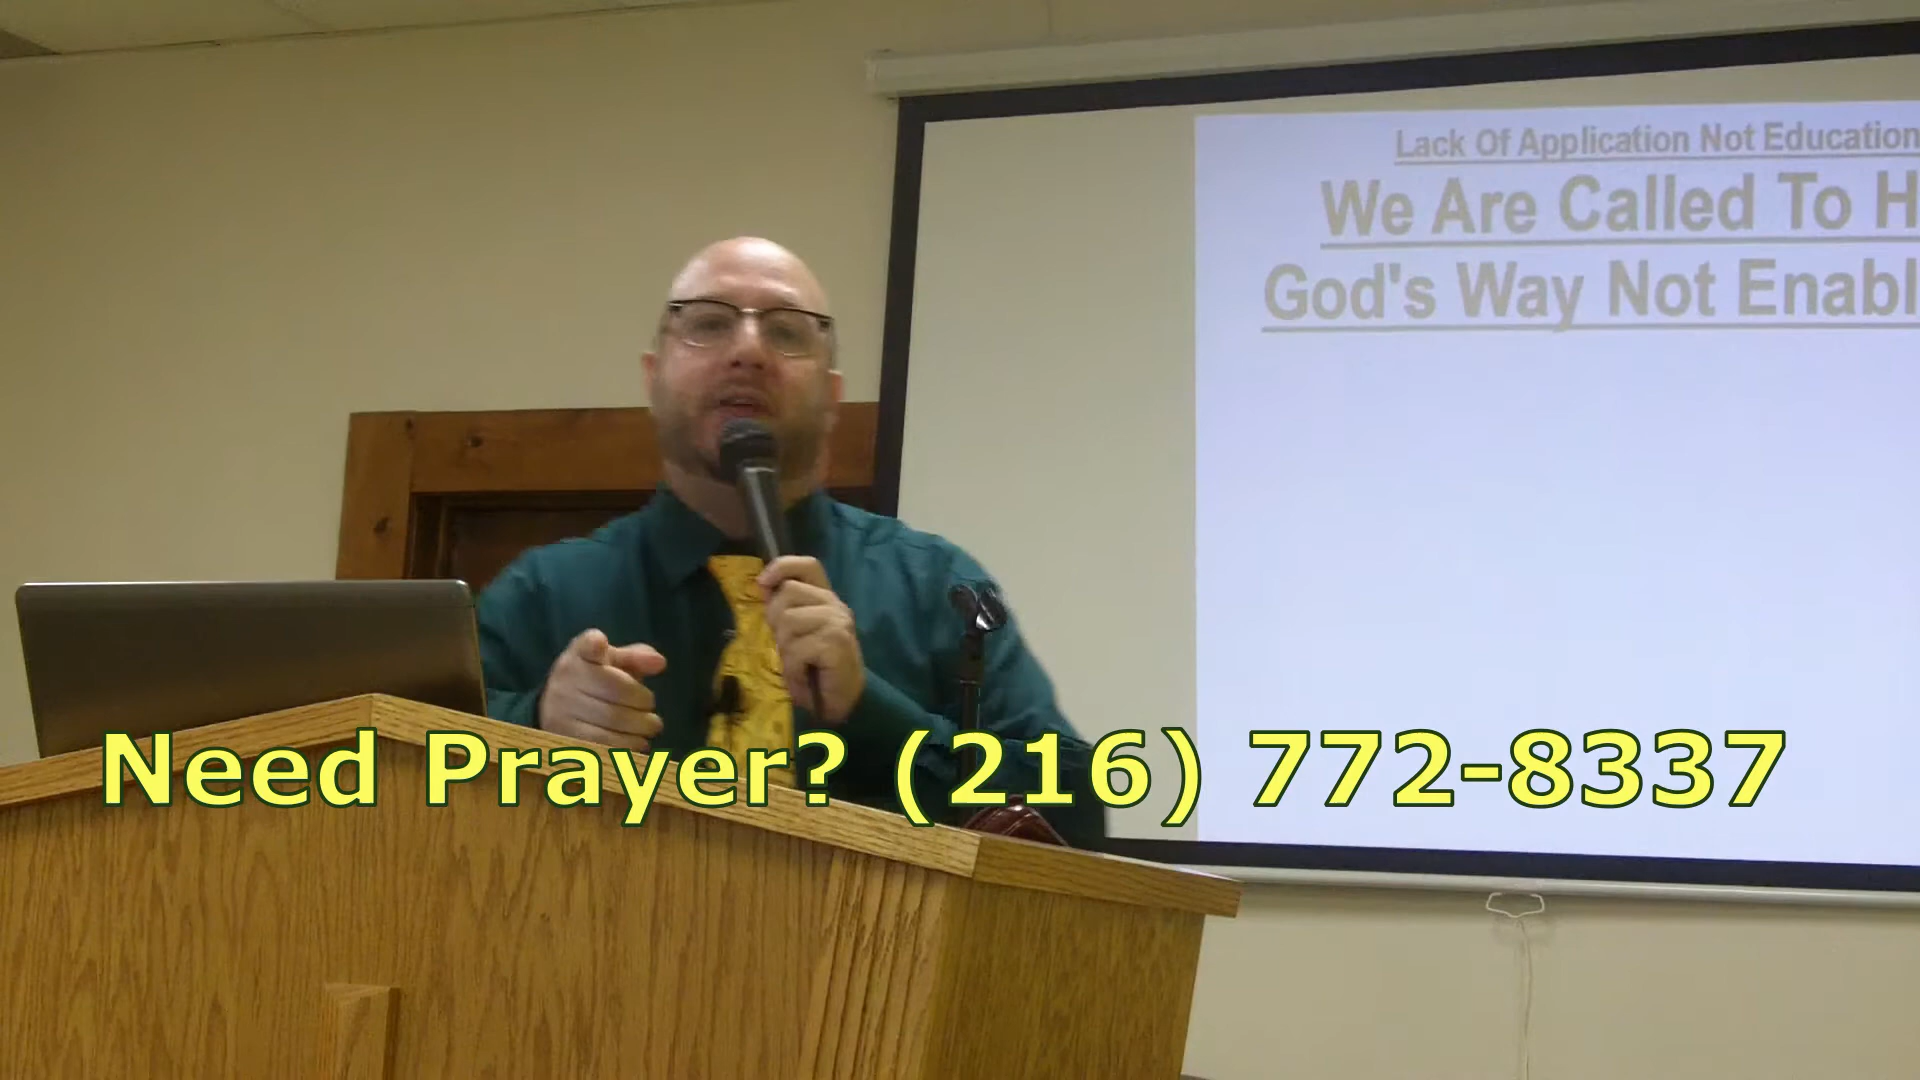 Lack Of Application Not Education
We Are Called To H
God's Way Not Enabl
Need Prayer? (216) 772-8337